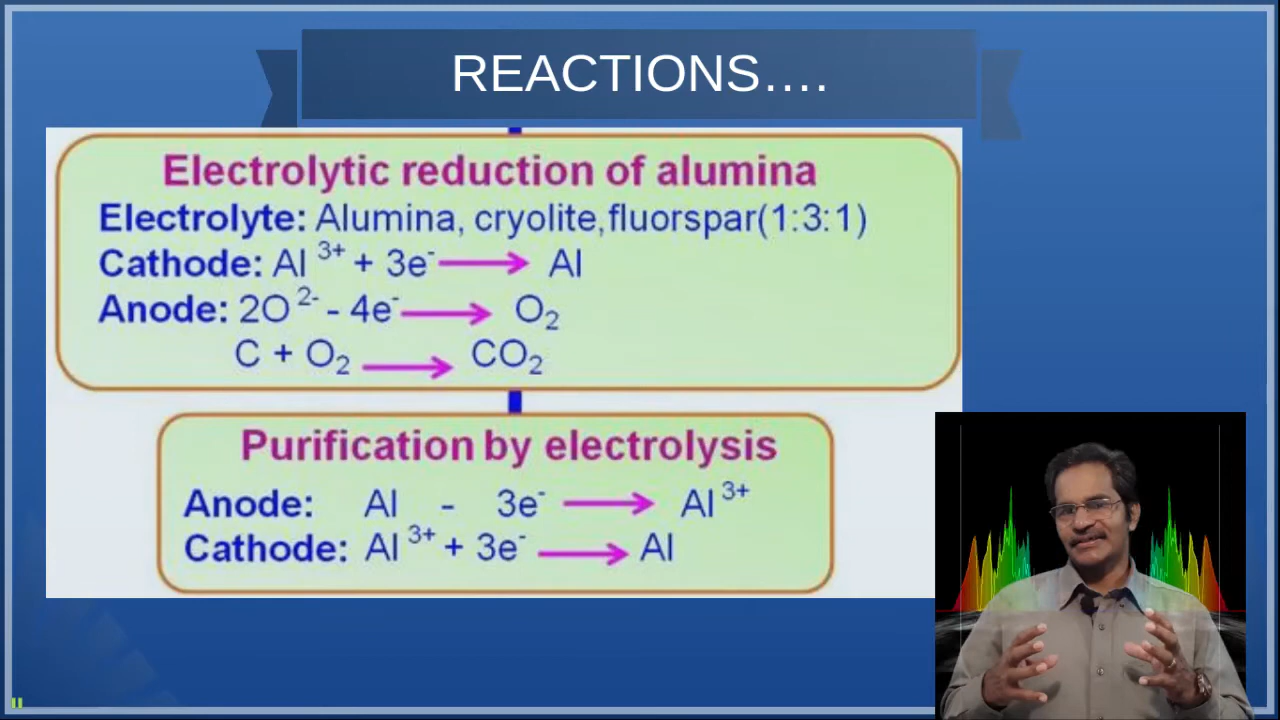 REACTIONS....
Electrolytic reduction of alumina
Electrolyte: Alumina, cryolite,fluorspar(1:3:1)
Cathode: Al 3+ + 3e- ⟶ Al
Anode: 2O 2- - 4e- ⟶ O2
C + O2 ⟶ CO2
Purification by electrolysis
Anode: Al - 3e- ⟶ Al 3+
Cathode: Al 3+ + 3e- ⟶ Al